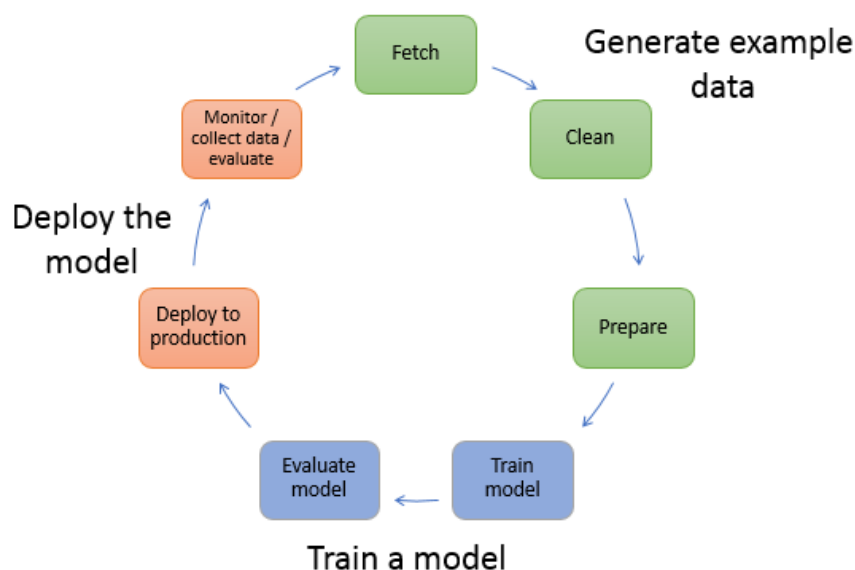 Fetch
Generate example
data
Clean
Prepare
Train
model
Evaluate
model
Train a model
Deploy to
production
Deploy the
model
Monitor /
collect data /
evaluate